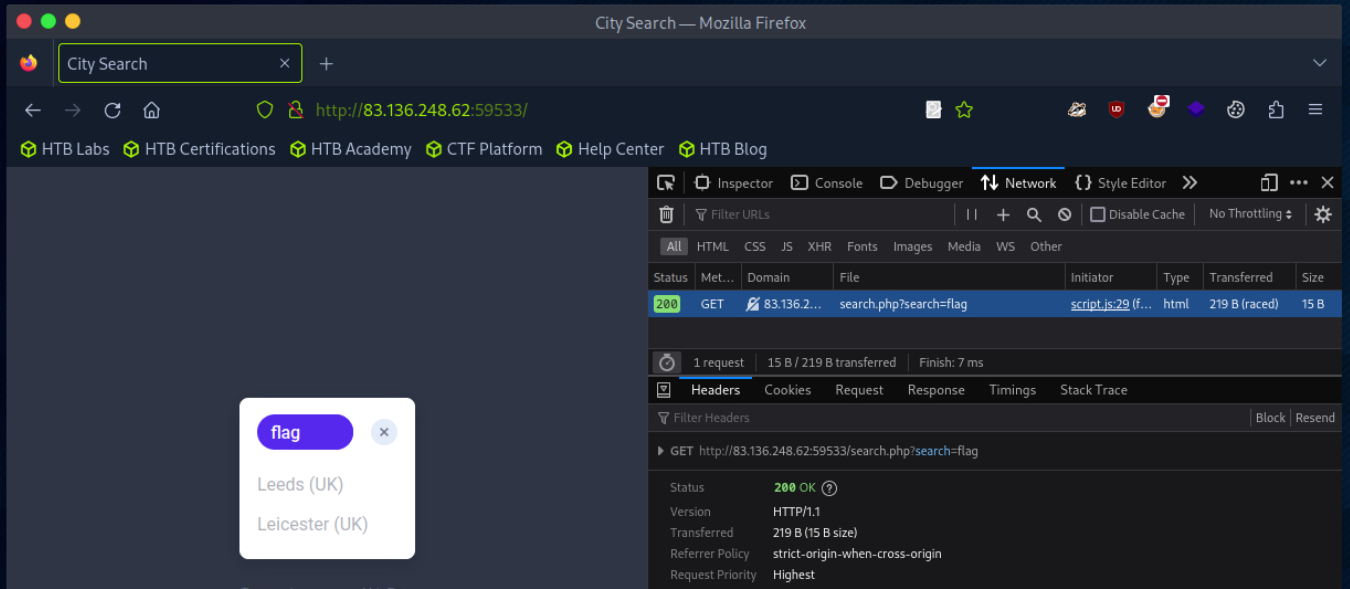 City Search — Mozilla Firefox
City Search
http://83.136.248.62:59533/
HTB Labs HTB Certifications HTB Academy CTF Platform Help Center HTB Blog
Inspector Console Debugger Network Style Editor
Filter URLs Disable Cache No Throttling
All HTML CSS JS XHR Fonts Images Media WS Other
Status Met... Domain File Initiator Type Transferred Size
200 GET 83.136.2... search.php?search=flag script.js:29 (f... html 219 B (raced) 15 B
1 request 15 B / 219 B transferred Finish: 7 ms
Headers Cookies Request Response Timings Stack Trace
Filter Headers Block Resend
GET http://83.136.248.62:59533/search.php?search=flag
Status 200 OK
Version HTTP/1.1
Transferred 219 B (15 B size)
Referrer Policy strict-origin-when-cross-origin
Request Priority Highest
flag
Leeds (UK)
Leicester (UK)